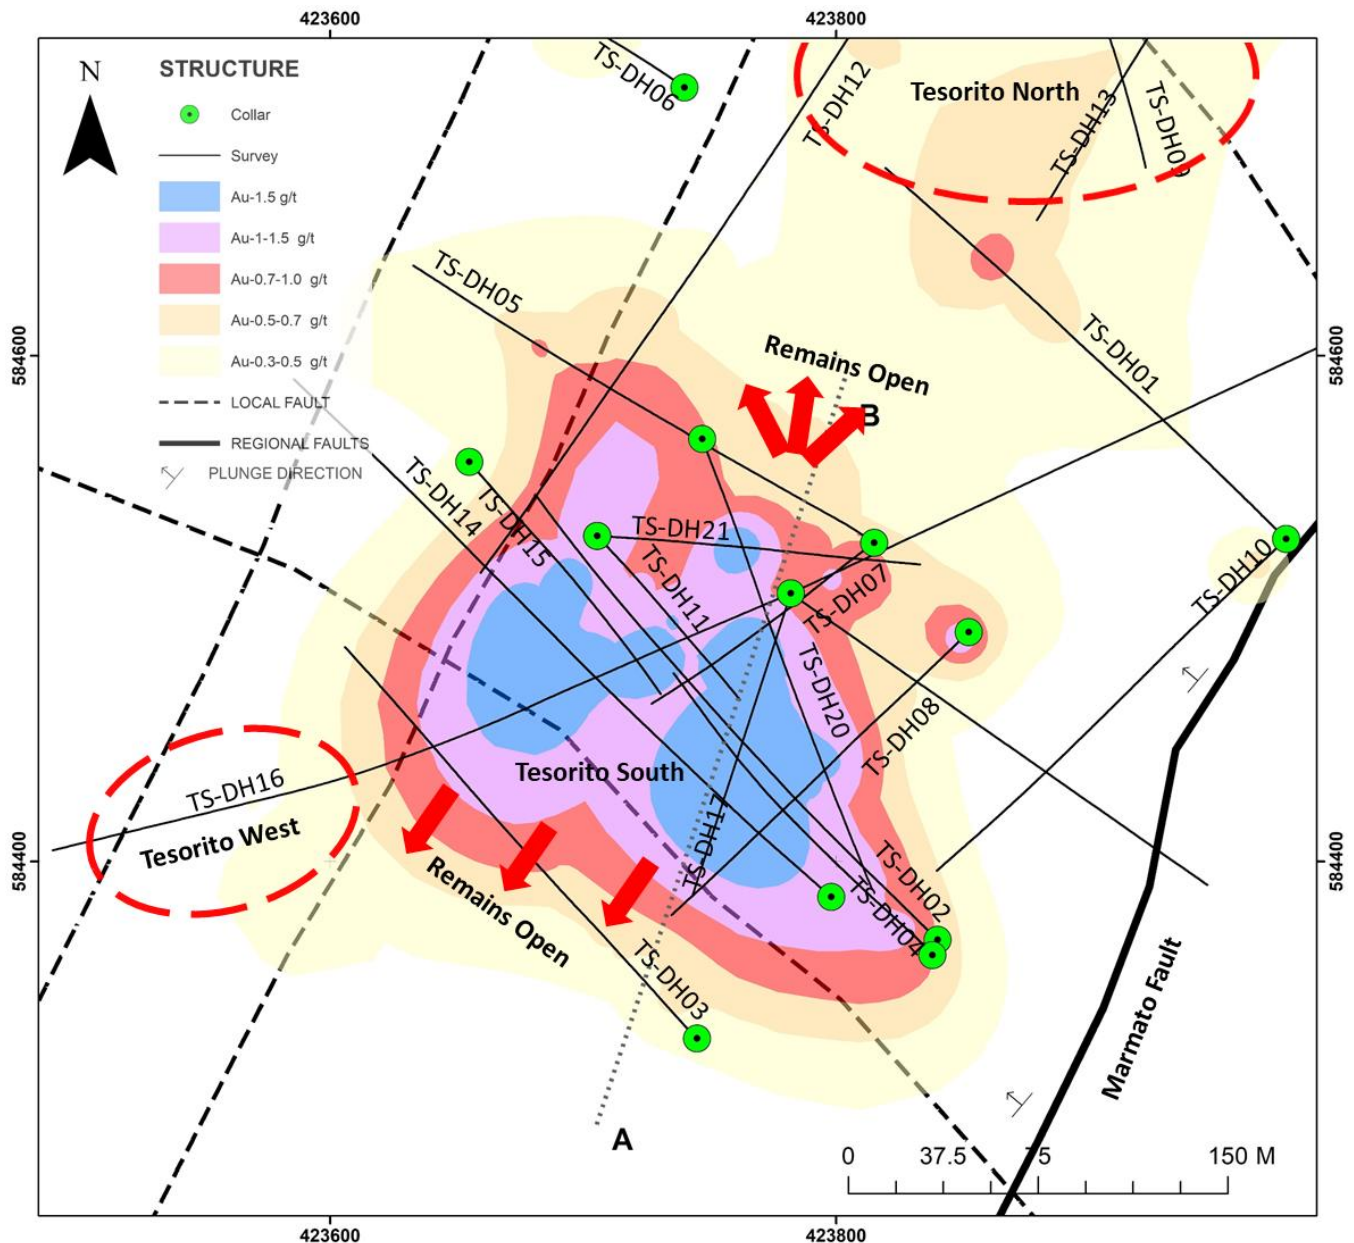 423600
423800
N
STRUCTURE
Collar
Survey
Au-1.5 g/t
Au-1-1.5 g/t
Au-0.7-1.0 g/t
Au-0.5-0.7 g/t
Au-0.3-0.5 g/t
LOCAL FAULT
REGIONAL FAULTS
PLUNGE DIRECTION
TS-DH06
TS-DH12
Tesorito North
TS-DH13
TS-DH09
TS-DH05
TS-DH01
584600
584600
Remains Open
B
TS-DH14
TS-DH15
TS-DH21
TS-DH11
TS-DH07
TS-DH10
TS-DH20
TS-DH08
Tesorito South
TS-DH16
Tesorito West
TS-DH17
584400
584400
TS-DH02
TS-DH04
Remains Open
TS-DH03
Marmato Fault
A
0
37.5
75
150 M
423600
423800